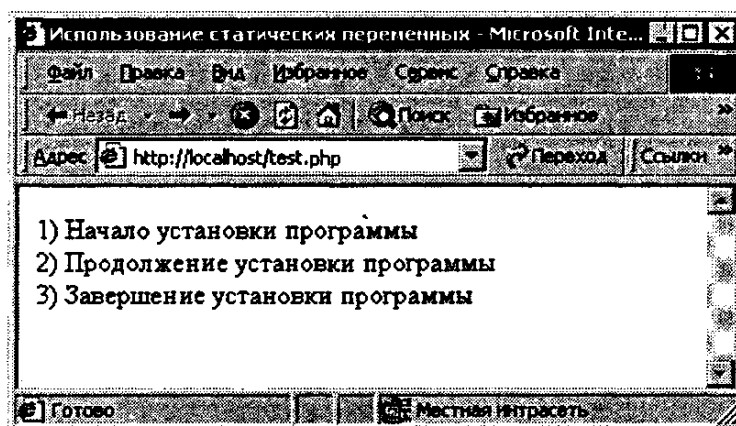 Использование статических переменных - Microsoft Inte...
Файл Правка Вид Избранное Сервис Справка
Назад Поиск Избранное
Адрес http://localhost/test.php Переход Ссылки
1) Начало установки программы
2) Продолжение установки программы
3) Завершение установки программы
Готово Местная интрасеть